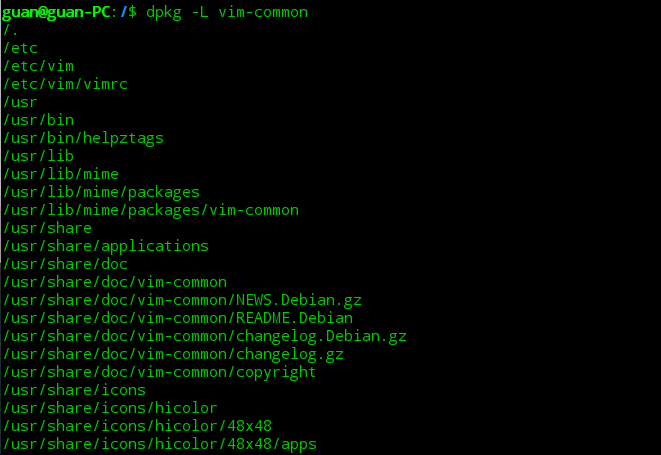 guan@guan-PC:/$ dpkg -L vim-common
/.
/etc
/etc/vim
/etc/vim/vimrc
/usr
/usr/bin
/usr/bin/helpztags
/usr/lib
/usr/lib/mime
/usr/lib/mime/packages
/usr/lib/mime/packages/vim-common
/usr/share
/usr/share/applications
/usr/share/doc
/usr/share/doc/vim-common
/usr/share/doc/vim-common/NEWS.Debian.gz
/usr/share/doc/vim-common/README.Debian
/usr/share/doc/vim-common/changelog.Debian.gz
/usr/share/doc/vim-common/changelog.gz
/usr/share/doc/vim-common/copyright
/usr/share/icons
/usr/share/icons/hicolor
/usr/share/icons/hicolor/48x48
/usr/share/icons/hicolor/48x48/apps